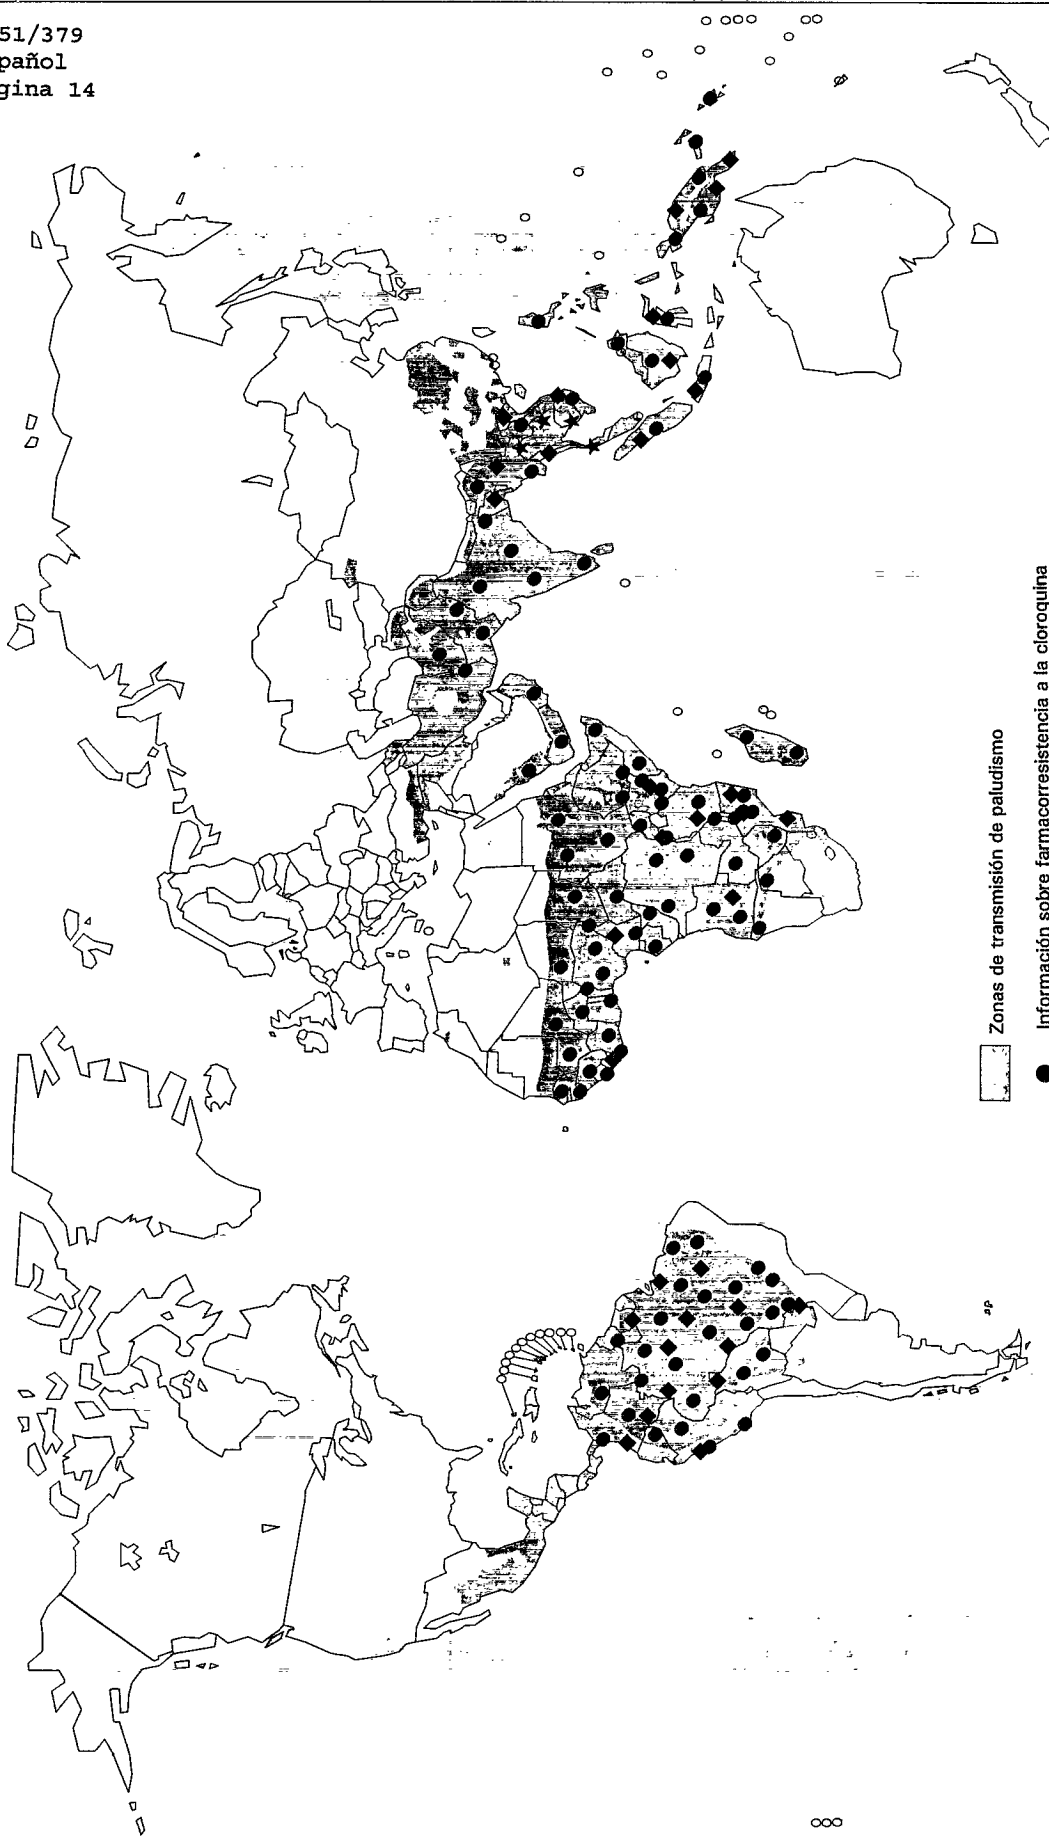 51/379
pañol
gina 14
Zonas de transmisión de paludismo
Información sobre farmacorresistencia a la cloroquina